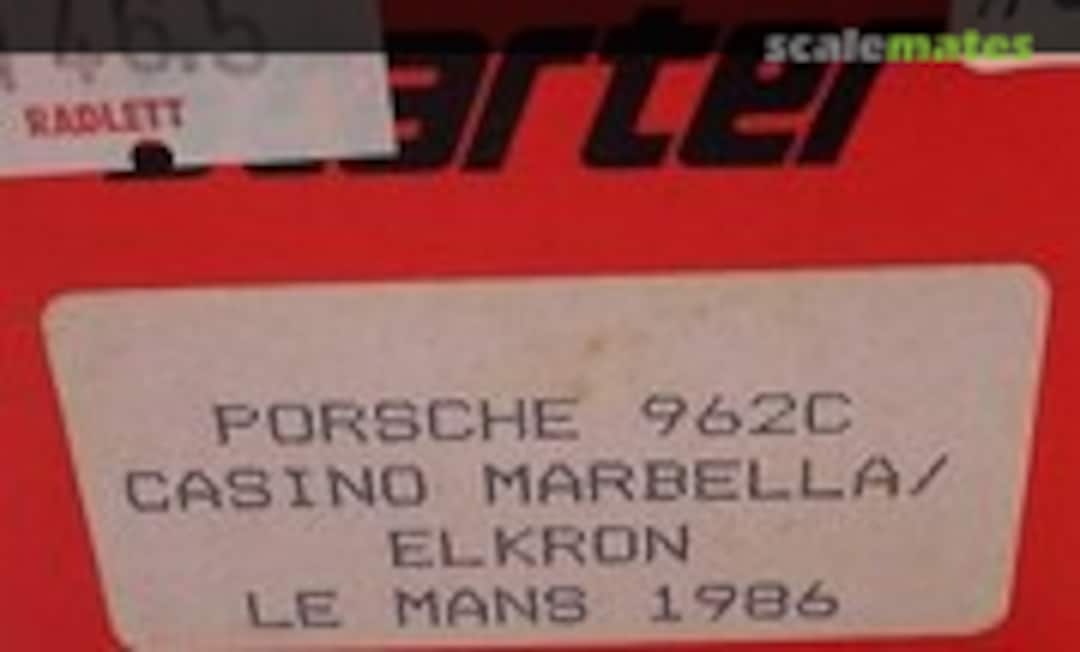 scalemates
RADLETT
PORSCHE 962C
CASINO MARBELLA/
ELKRON
LE MANS 1986